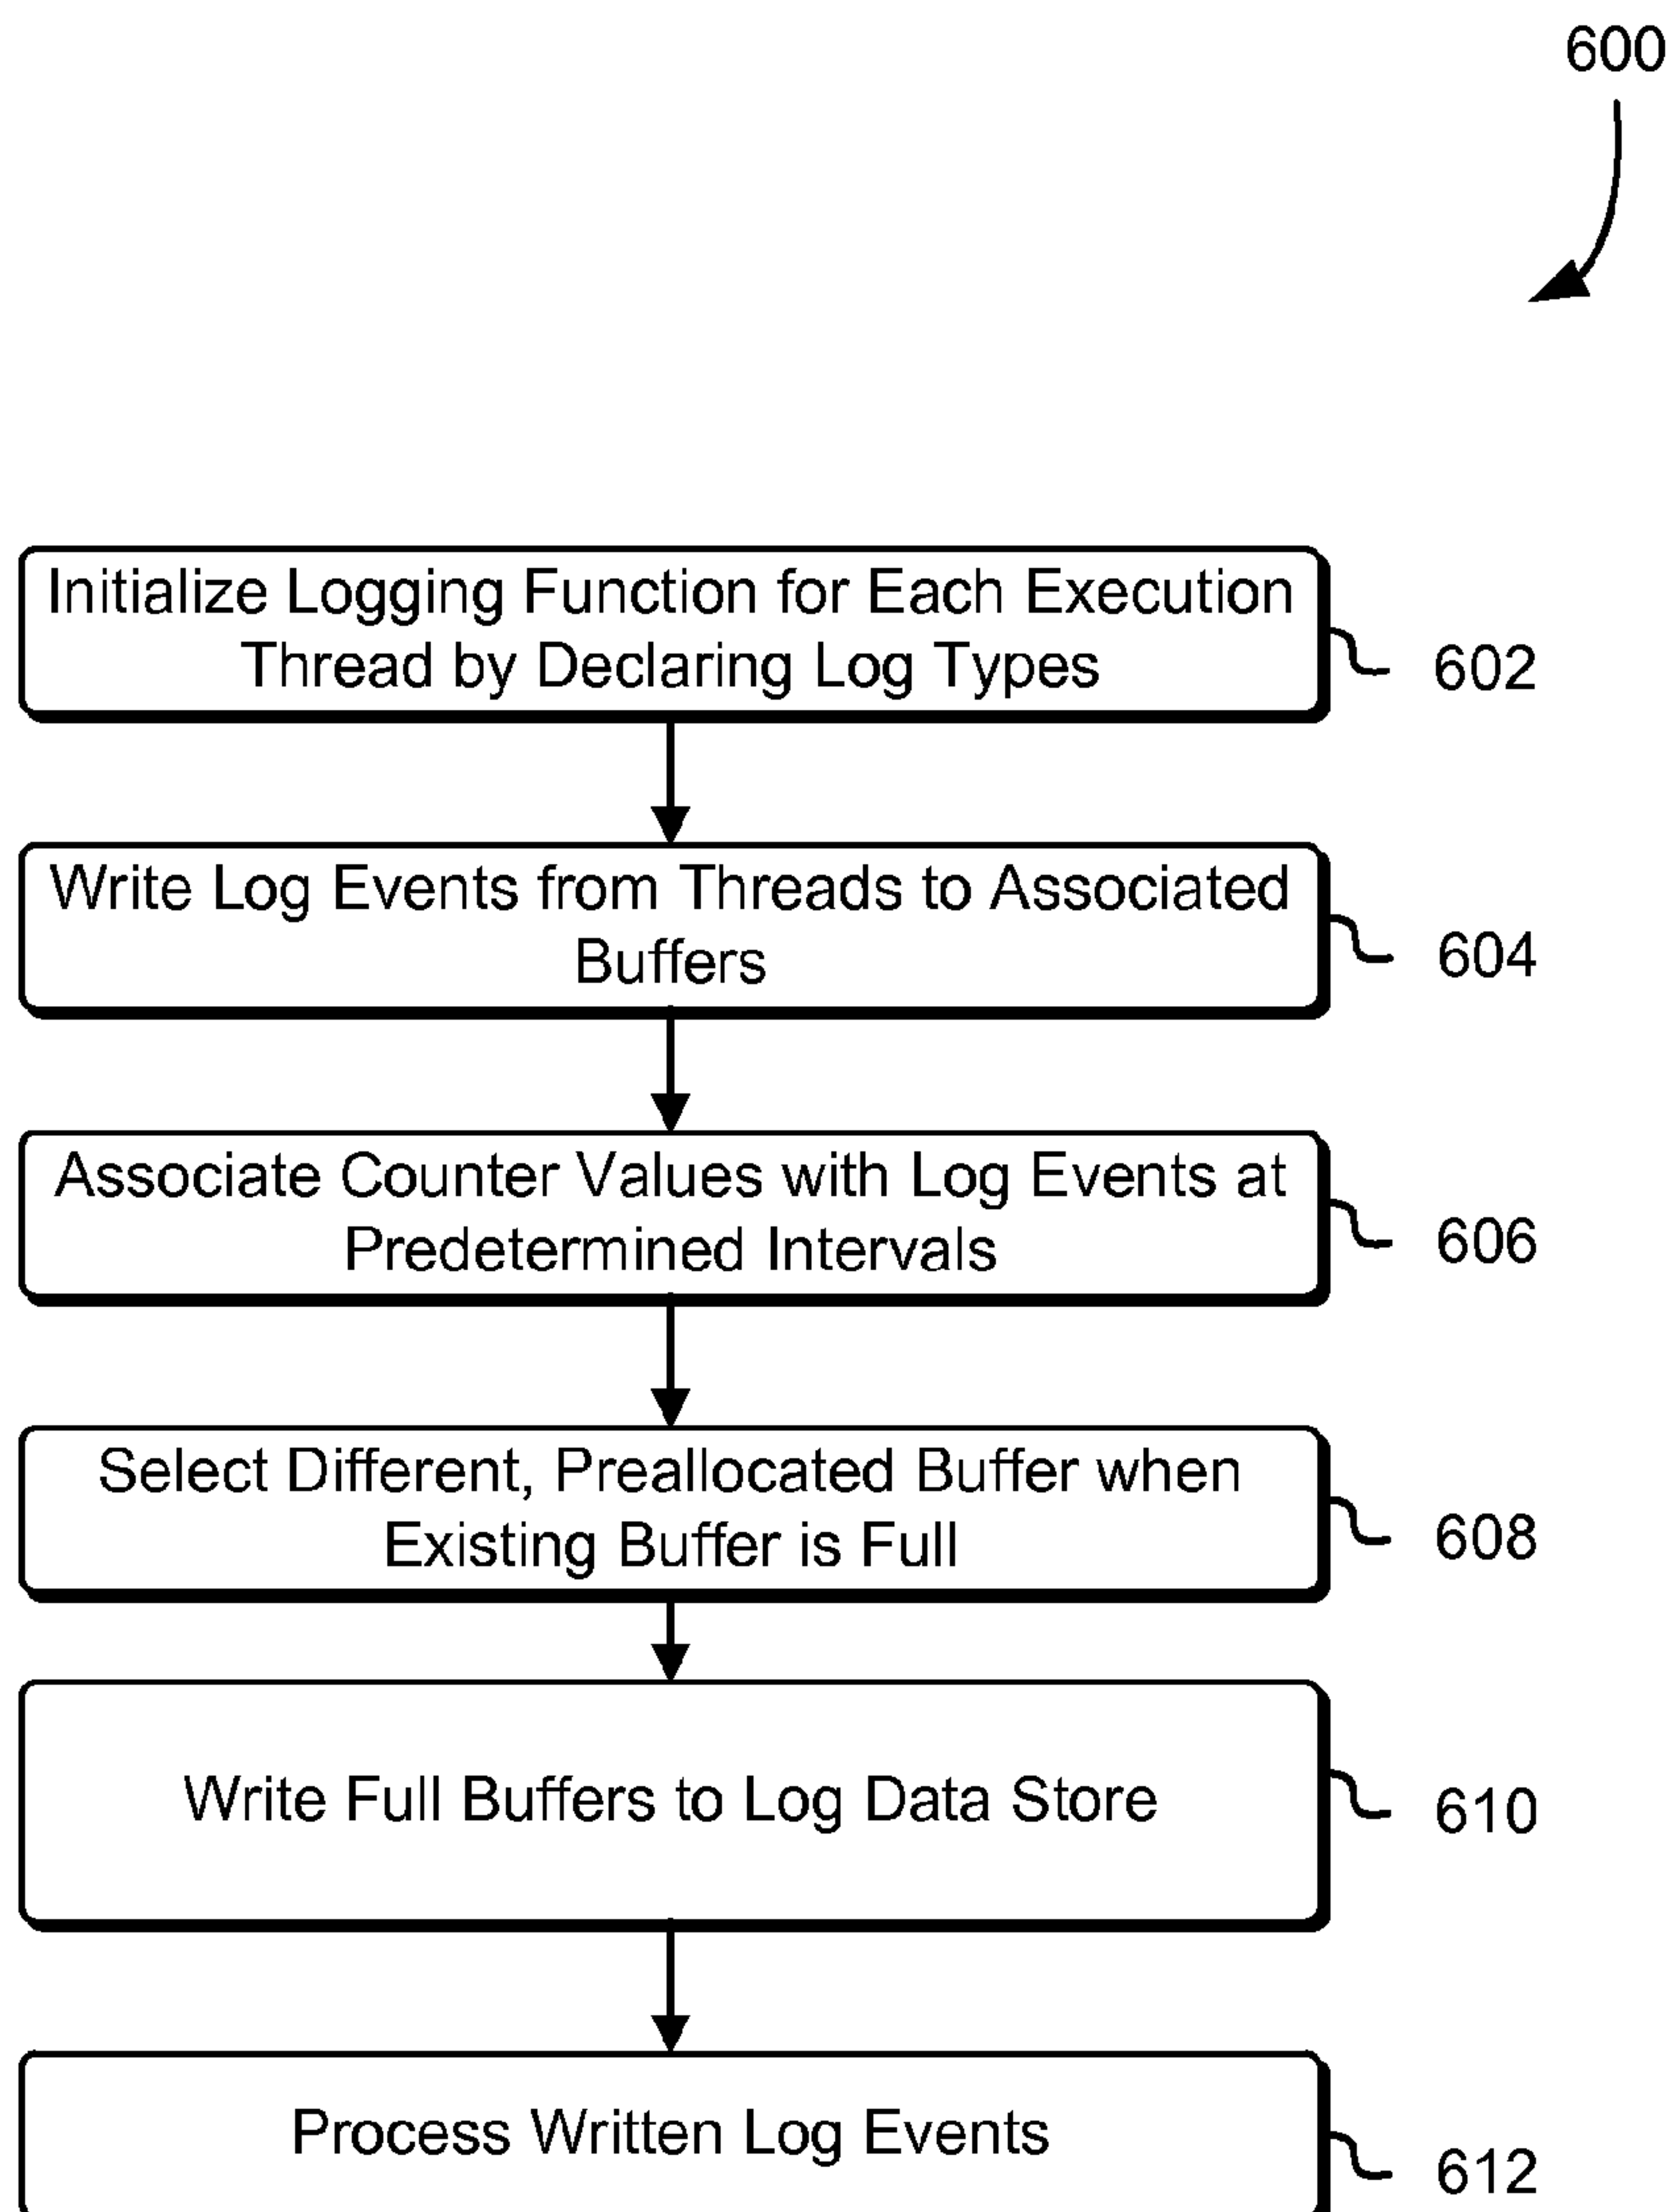 600
Initialize Logging Function for Each Execution
Thread by Declaring Log Types
602
Write Log Events from Threads to Associated
Buffers
604
Associate Counter Values with Log Events at
Predetermined Intervals
606
Select Different, Preallocated Buffer when
Existing Buffer is Full
608
Write Full Buffers to Log Data Store
610
Process Written Log Events
612